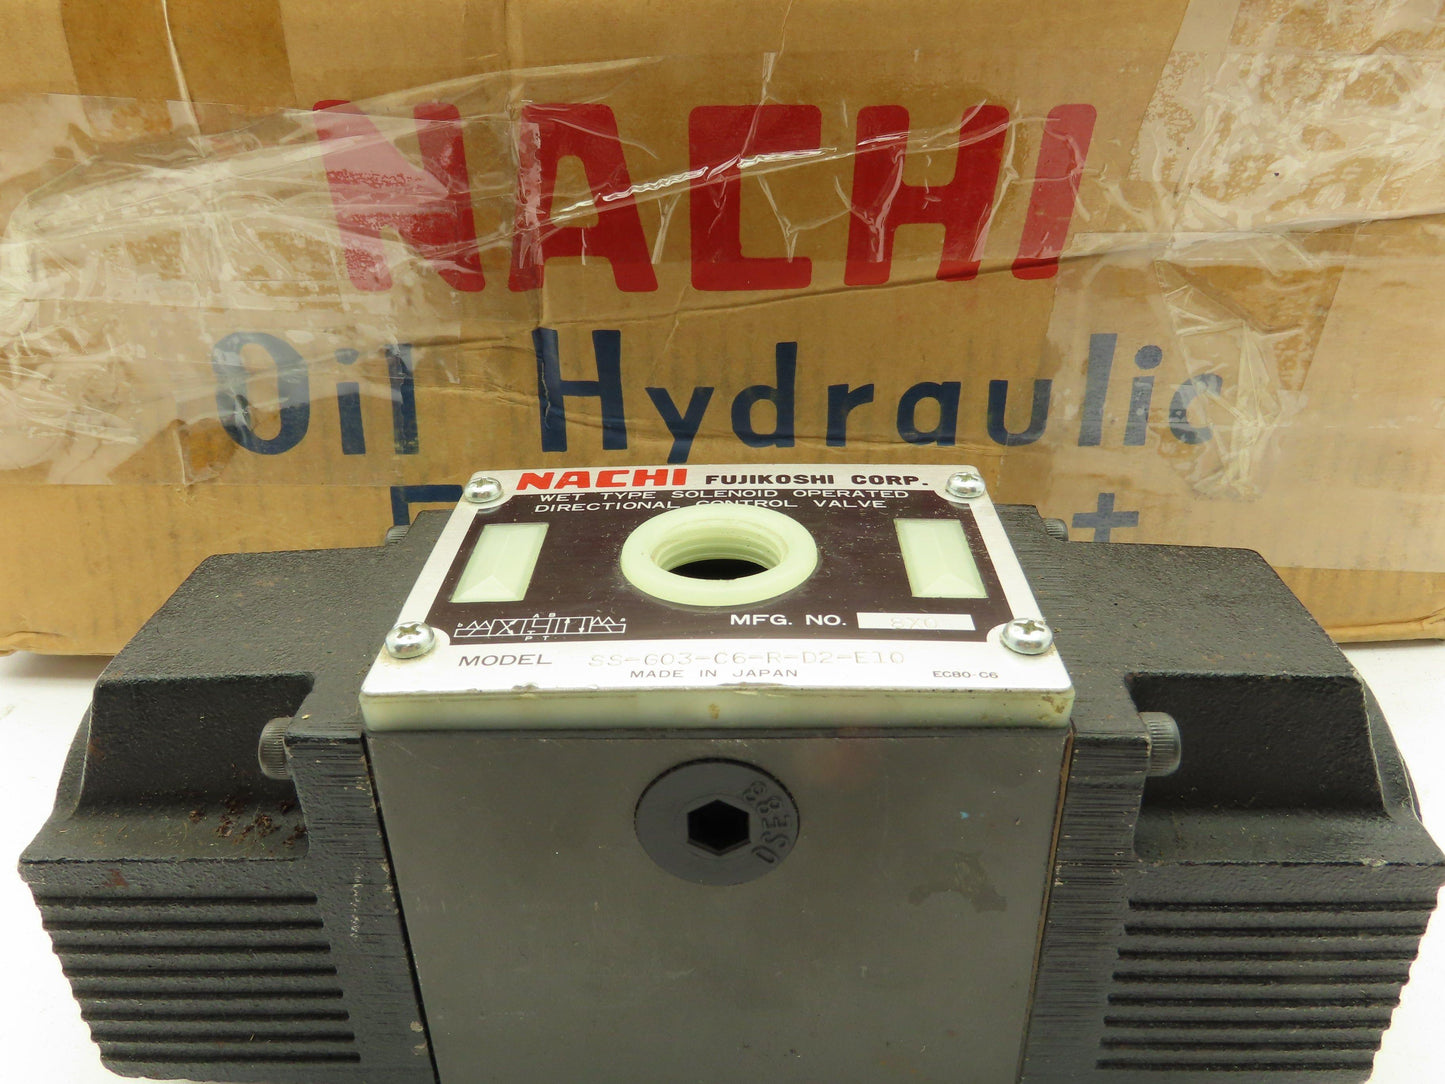 NACHI
Oil Hydraulic
NACHI FUJIKOSHI CORP.
WET TYPE SOLENOID OPERATED
DIRECTIONAL CONTROL VALVE
b A B a
P T
MFG. NO. 8X0
MODEL SS-G03-C6-R-D2-E10
MADE IN JAPAN EC80-C6